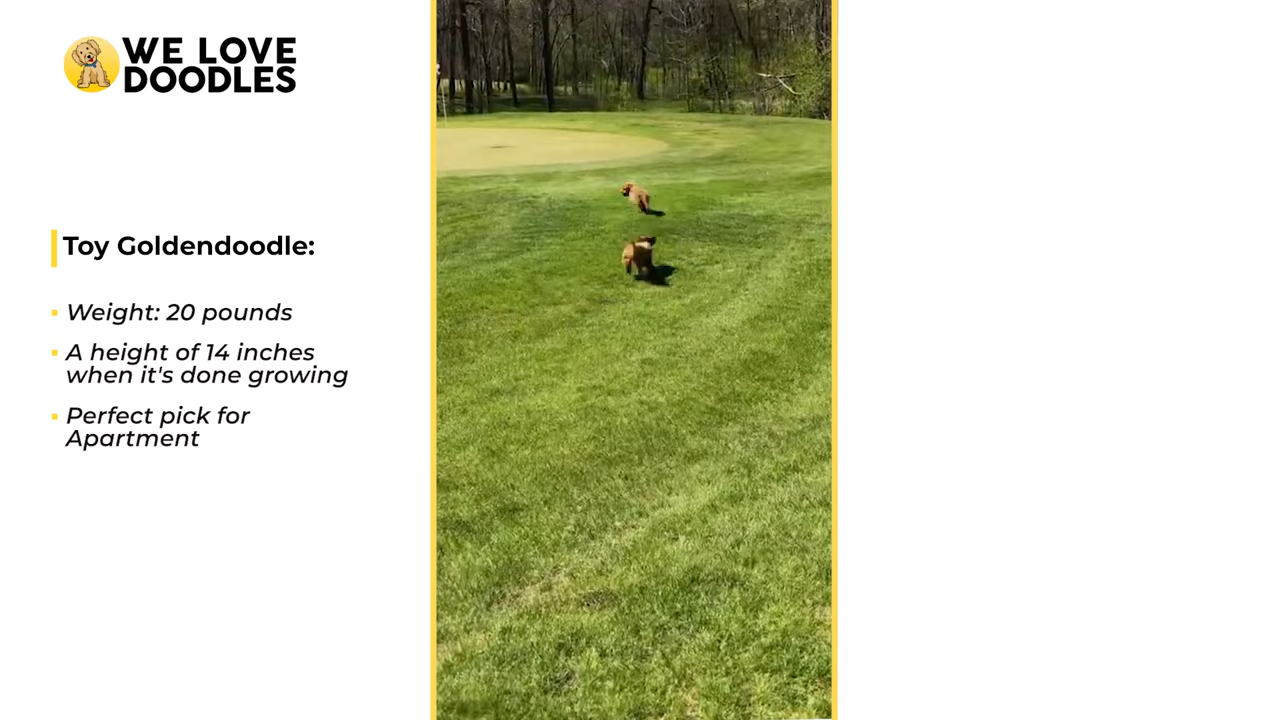 WE LOVE
DOODLES
Toy Goldendoodle:
Weight: 20 pounds
A height of 14 inches
when it's done growing
Perfect pick for
Apartment